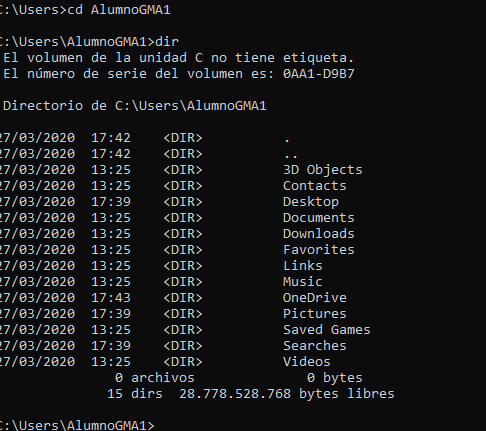 C:\Users>cd AlumnoGMA1
C:\Users\AlumnoGMA1>dir
El volumen de la unidad C no tiene etiqueta.
El número de serie del volumen es: 0AA1-D9B7
Directorio de C:\Users\AlumnoGMA1
27/03/2020 17:42 <DIR> .
27/03/2020 17:42 <DIR> ..
27/03/2020 13:25 <DIR> 3D Objects
27/03/2020 13:25 <DIR> Contacts
27/03/2020 17:39 <DIR> Desktop
27/03/2020 13:25 <DIR> Documents
27/03/2020 13:25 <DIR> Downloads
27/03/2020 13:25 <DIR> Favorites
27/03/2020 13:25 <DIR> Links
27/03/2020 13:25 <DIR> Music
27/03/2020 17:43 <DIR> OneDrive
27/03/2020 17:39 <DIR> Pictures
27/03/2020 13:25 <DIR> Saved Games
27/03/2020 17:39 <DIR> Searches
27/03/2020 13:25 <DIR> Videos
0 archivos 0 bytes
15 dirs 28.778.528.768 bytes libres
C:\Users\AlumnoGMA1>